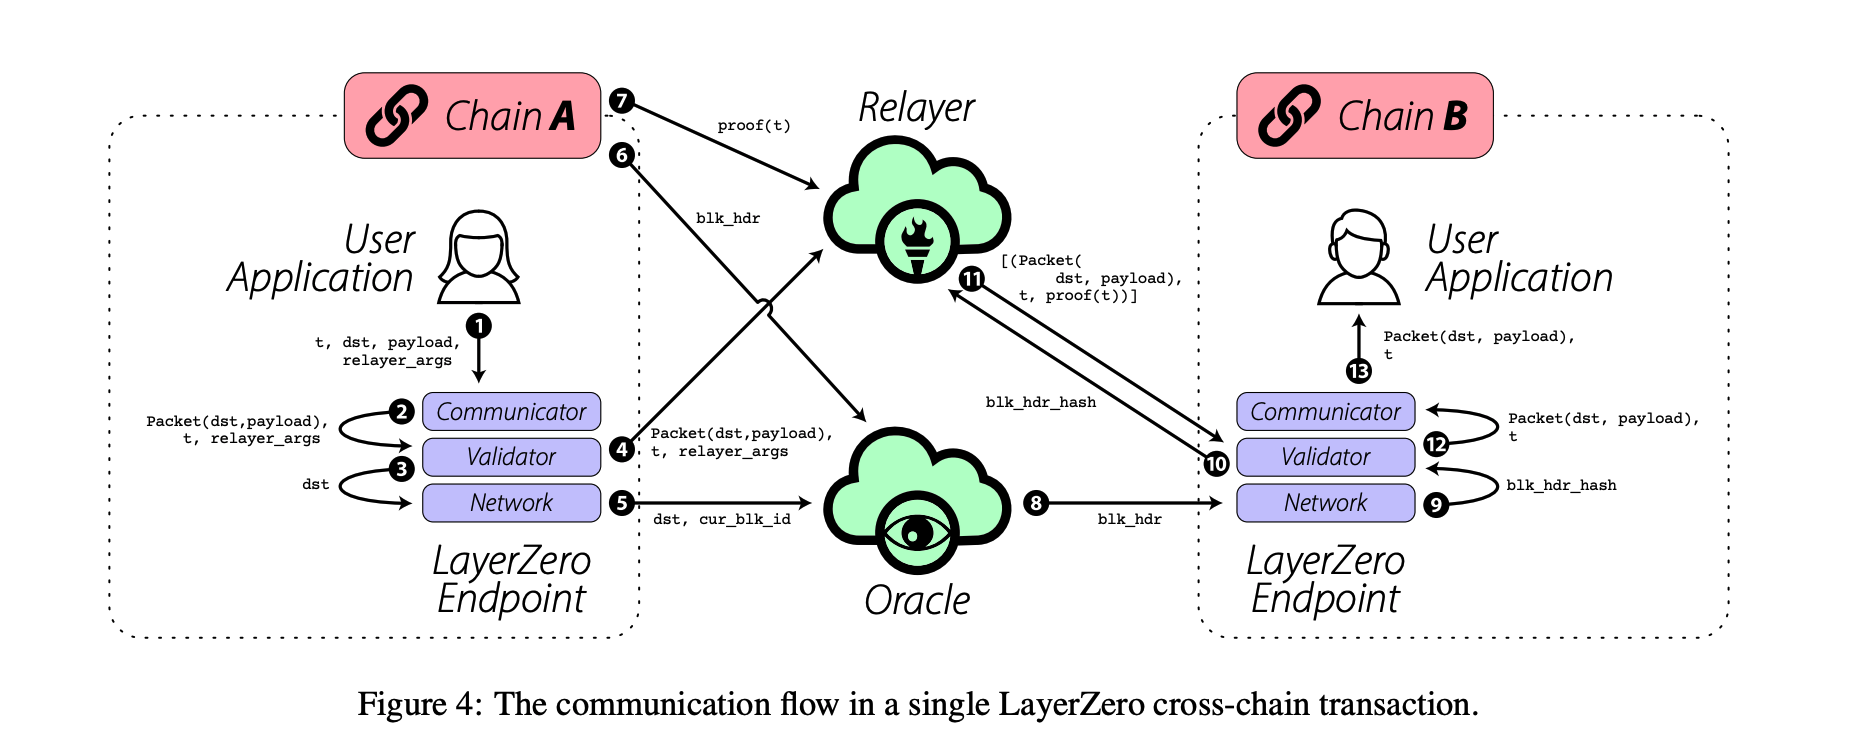 Chain A
7
proof(t)
6
blk_hdr
Relayer
Chain B
User
Application
1
t, dst, payload,
relayer_args
2
Communicator
Packet(dst,payload),
t, relayer_args
Validator
3
dst
Network
4
Packet(dst,payload),
t, relayer_args
5
dst, cur_blk_id
LayerZero
Endpoint
Oracle
11
[(Packet(
dst, payload),
t, proof(t))]
blk_hdr_hash
10
8
blk_hdr
User
Application
Packet(dst, payload),
t
13
Communicator
Packet(dst, payload),
t
12
Validator
blk_hdr_hash
9
Network
LayerZero
Endpoint
Figure 4: The communication flow in a single LayerZero cross-chain transaction.